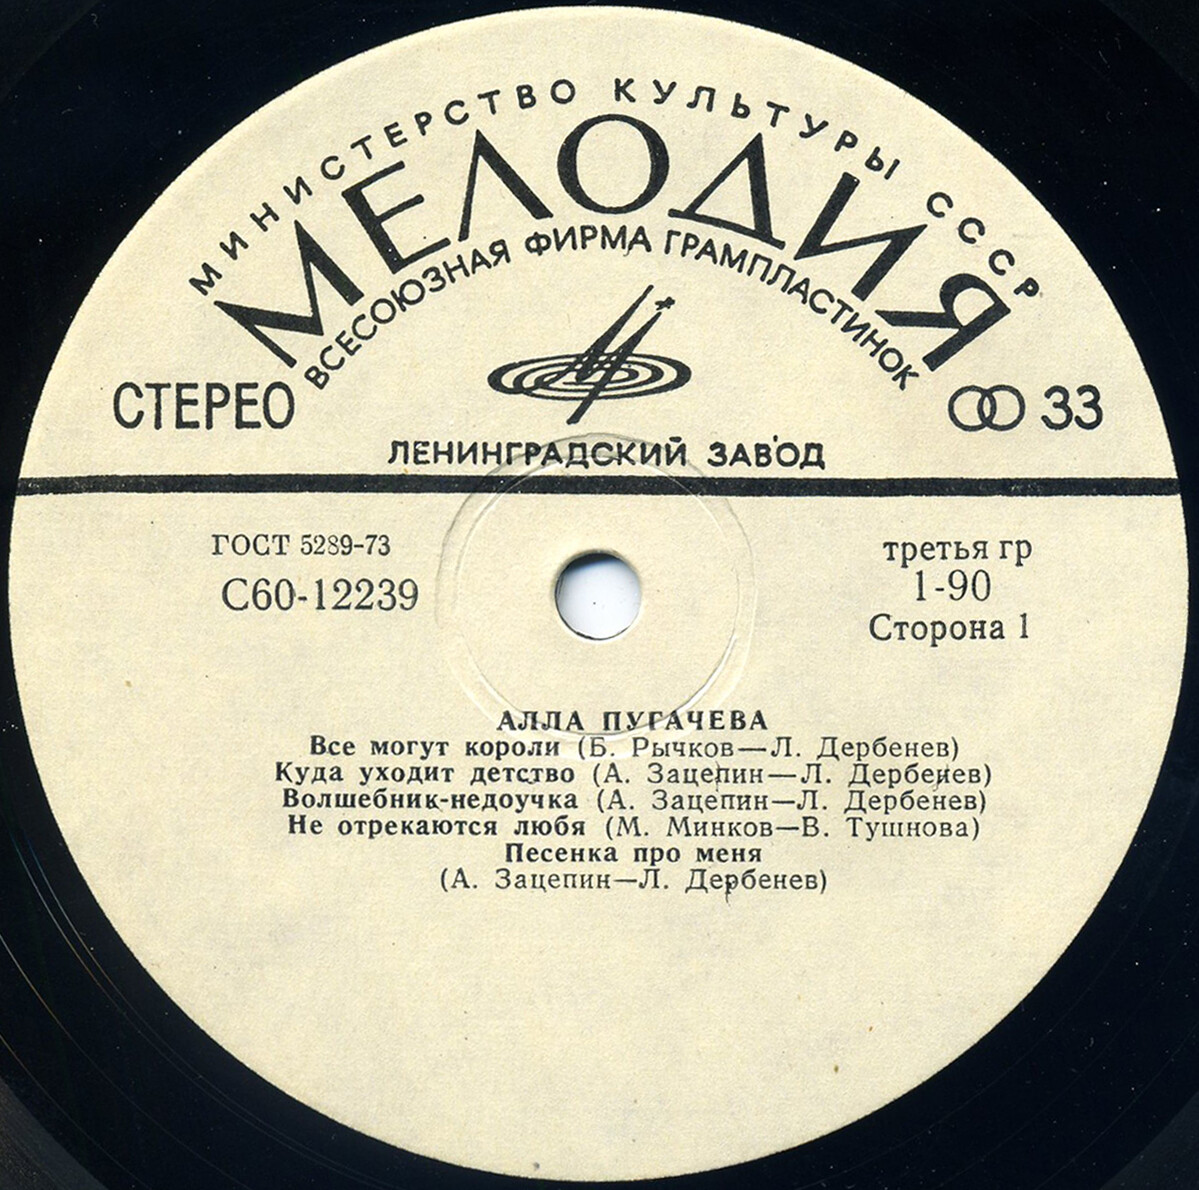 МИНИСТЕРСТВО КУЛЬТУРЫ СССР
МЕЛОДИЯ
ВСЕСОЮЗНАЯ ФИРМА ГРАМПЛАСТИНОК
СТЕРЕО
33
ЛЕНИНГРАДСКИЙ ЗАВОД
ГОСТ 5289-73
С60-12239
третья гр
1-90
Сторона 1
АЛЛА ПУГАЧЕВА
Все могут короли (Б. Рычков—Л. Дербенев)
Куда уходит детство (А. Зацепин—Л. Дербенев)
Волшебник-недоучка (А. Зацепин—Л. Дербенев)
Не отрекаются любя (М. Минков—В. Тушнова)
Песенка про меня
(А. Зацепин—Л. Дербенев)